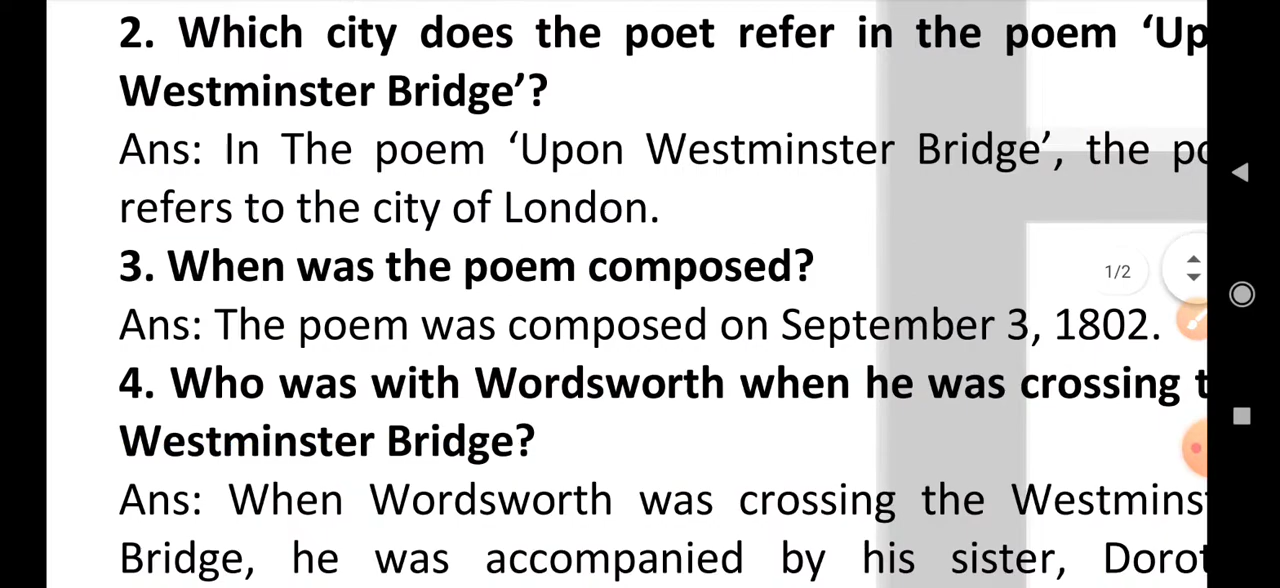 2. Which city does the poet refer in the poem ‘Up
Westminster Bridge’?
Ans: In The poem ‘Upon Westminster Bridge’, the po
refers to the city of London.
3. When was the poem composed?
1/2
Ans: The poem was composed on September 3, 1802.
4. Who was with Wordsworth when he was crossing t
Westminster Bridge?
Ans: When Wordsworth was crossing the Westminst
Bridge, he was accompanied by his sister, Dorot